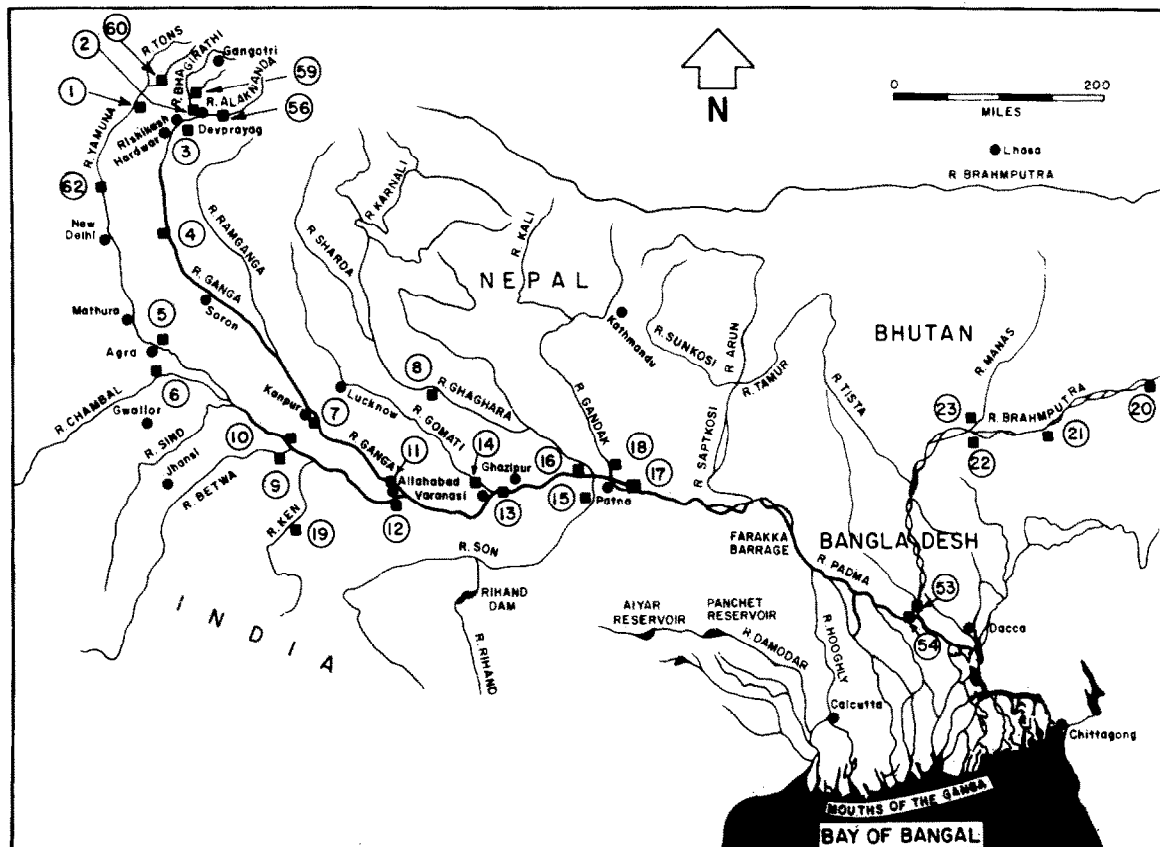 60
2
R. TONS
R. BHAGIRATHI
Gangotri
59
1
R. ALAKNANDA
56
R. YAMUNA
Rishikash
Hardwar
Devprayag
3
N
0 200
MILES
Lhasa
R. BRAHMPUTRA
62
New
Delhi
4
R. RAMGANGA
R. KARNALI
R. SHARDA
R. KALI
NEPAL
R. GANGA
Soron
Mathura
5
Agra
6
R. CHAMBAL
Gwalior
Kathmandu
R. SUNKOSI
R. ARUN
R. TAMUR
BHUTAN
R. MANAS
R. TISTA
8
R. GHAGHARA
R. GANDAK
23
R. BRAHMPUTRA
20
21
22
Lucknow
Kanpur
7
R. GOMATI
R. SIND
10
Jhansi
R. BETWA
9
R. GANGA
11
14
Ghazipur
16
18
17
Allahabad
Varanasi
13
15
Patna
R. SAPTKOSI
12
R. KEN
19
R. SON
RIHAND
DAM
R. RIHAND
INDIA
FARAKKA
BARRAGE
BANGLADESH
R. PADMA
53
54
Dacca
AIYAR
RESERVOIR
PANCHET
RESERVOIR
R. DAMODAR
R. HOOGHLY
Calcutta
Chittagong
MOUTHS OF THE GANGA
BAY OF BANGAL